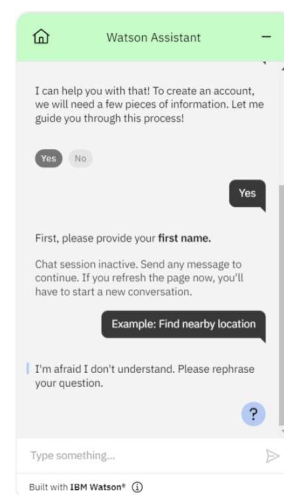 Watson Assistant
I can help you with that! To create an account,
we will need a few pieces of information. Let me
guide you through this process!
Yes No
Yes
First, please provide your first name.
Chat session inactive. Send any message to
continue. If you refresh the page now, you'll
have to start a new conversation.
Example: Find nearby location
I'm afraid I don't understand. Please rephrase
your question.
?
Type something...
Built with IBM Watson®